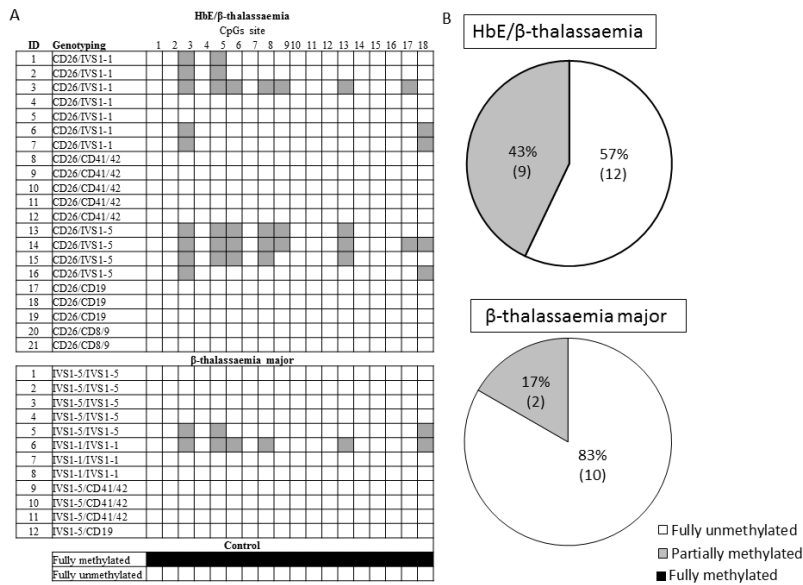 A
HbE/β-thalassaemia
CpGs site
ID Genotyping 1 2 3 4 5 6 7 8 9 10 11 12 13 14 15 16 17 18
1 CD26/IVS1-1
2 CD26/IVS1-1
3 CD26/IVS1-1
4 CD26/IVS1-1
5 CD26/IVS1-1
6 CD26/IVS1-1
7 CD26/IVS1-1
8 CD26/CD41/42
9 CD26/CD41/42
10 CD26/CD41/42
11 CD26/CD41/42
12 CD26/CD41/42
13 CD26/IVS1-5
14 CD26/IVS1-5
15 CD26/IVS1-5
16 CD26/IVS1-5
17 CD26/CD19
18 CD26/CD19
19 CD26/CD19
20 CD26/CD8/9
21 CD26/CD8/9
β-thalassaemia major
1 IVS1-5/IVS1-5
2 IVS1-5/IVS1-5
3 IVS1-5/IVS1-5
4 IVS1-5/IVS1-5
5 IVS1-5/IVS1-5
6 IVS1-1/IVS1-1
7 IVS1-1/IVS1-1
8 IVS1-1/IVS1-1
9 IVS1-5/CD41/42
10 IVS1-5/CD41/42
11 IVS1-5/CD41/42
12 IVS1-5/CD19
Control
Fully methylated
Fully unmethylated
B
HbE/β-thalassaemia
43%
(9)
57%
(12)
β-thalassaemia major
17%
(2)
83%
(10)
Fully unmethylated
Partially methylated
Fully methylated